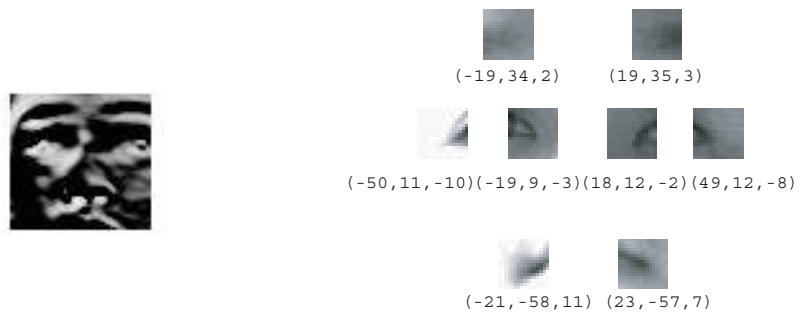 (-19,34,2) (19,35,3)
(-50,11,-10)(-19,9,-3)(18,12,-2)(49,12,-8)
(-21,-58,11) (23,-57,7)